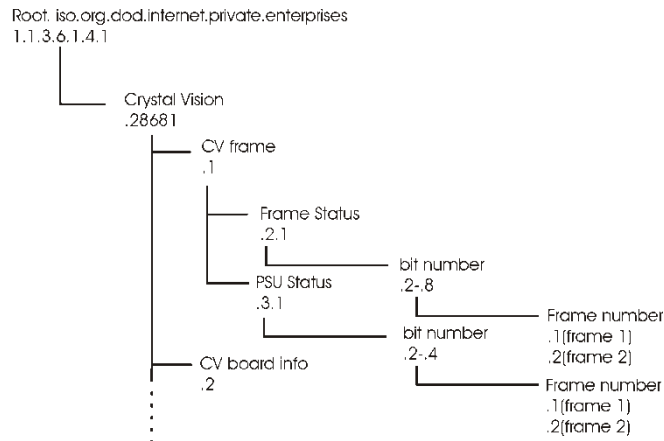 Root. iso.org.dod.internet.private.enterprises
1.1.3.6.1.4.1
Crystal Vision
.28681
CV frame
.1
Frame Status
.2.1
bit number
.2-.8
Frame number
.1(frame 1)
.2(frame 2)
PSU Status
.3.1
bit number
.2-.4
Frame number
.1(frame 1)
.2(frame 2)
CV board info
.2